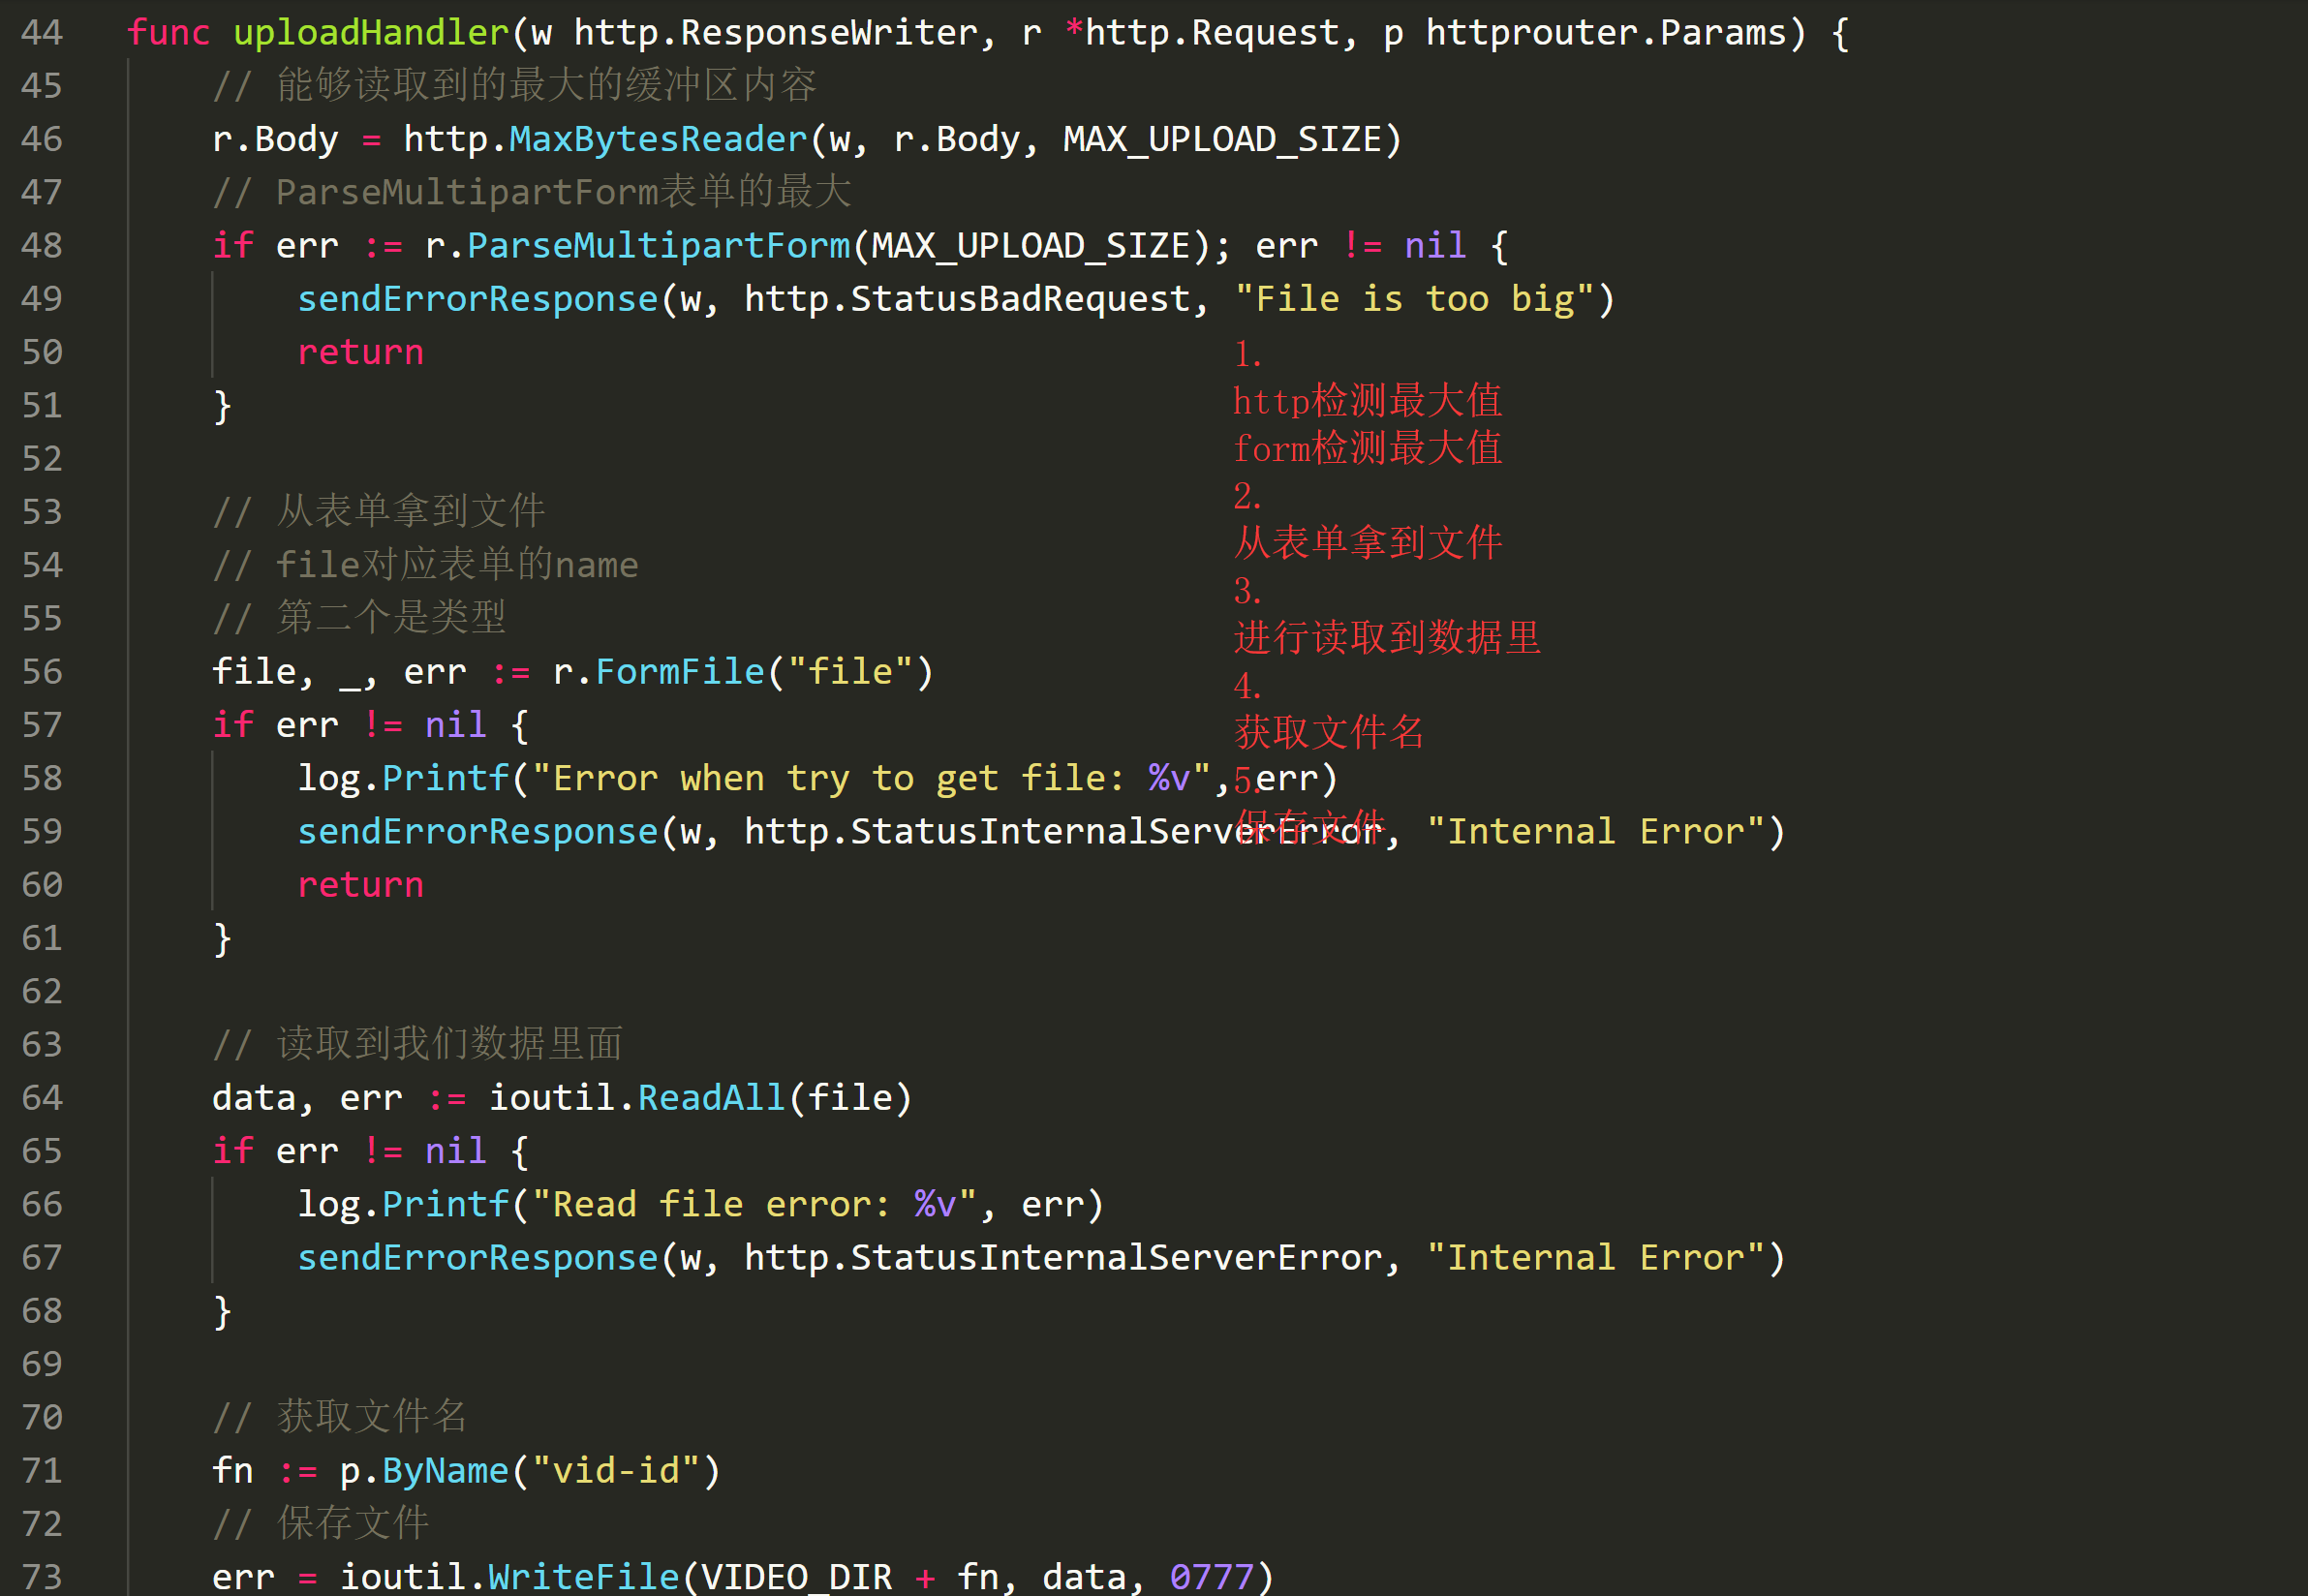 44 func uploadHandler(w http.ResponseWriter, r *http.Request, p httprouter.Params) {
45 // 能够读取到的最大的缓冲区内容
46 r.Body = http.MaxBytesReader(w, r.Body, MAX_UPLOAD_SIZE)
47 // ParseMultipartForm表单的最大
48 if err := r.ParseMultipartForm(MAX_UPLOAD_SIZE); err != nil {
49 sendErrorResponse(w, http.StatusBadRequest, "File is too big")
50 return
51 }
52
53 // 从表单拿到文件
54 // file对应表单的name
55 // 第二个是类型
56 file, _, err := r.FormFile("file")
57 if err != nil {
58 log.Printf("Error when try to get file: %v", err)
59 sendErrorResponse(w, http.StatusInternalServerError, "Internal Error")
60 return
61 }
62
63 // 读取到我们数据里面
64 data, err := ioutil.ReadAll(file)
65 if err != nil {
66 log.Printf("Read file error: %v", err)
67 sendErrorResponse(w, http.StatusInternalServerError, "Internal Error")
68 }
69
70 // 获取文件名
71 fn := p.ByName("vid-id")
72 // 保存文件
73 err = ioutil.WriteFile(VIDEO_DIR + fn, data, 0777)
1.
http检测最大值
form检测最大值
2.
从表单拿到文件
3.
进行读取到数据里
4.
获取文件名
5.
保存文件